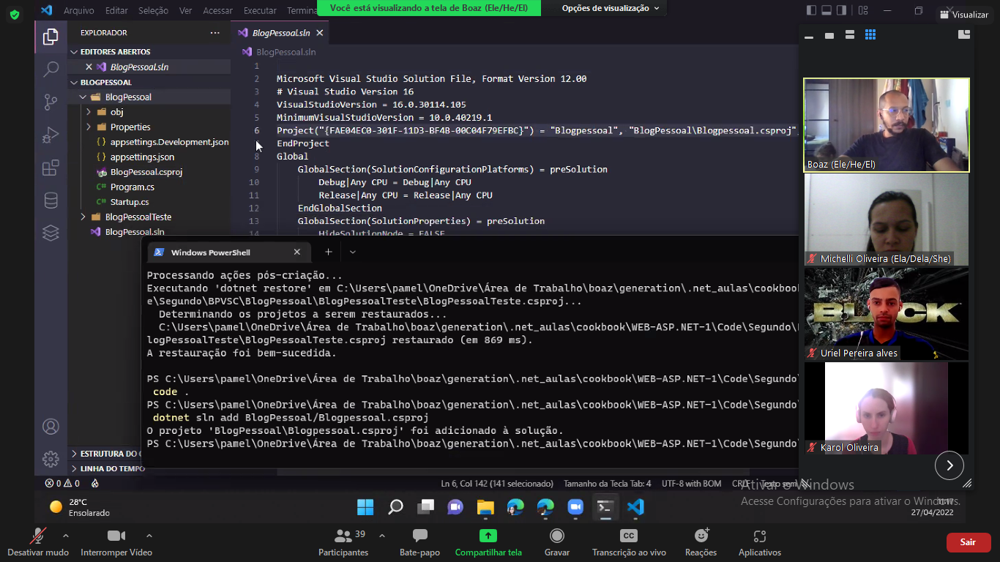 Você está visualizando a tela de Boaz (Ele/He/El)
Opções de visualização
Visualizar
Arquivo Editar Seleção Ver Acessar Executar Termina
EXPLORADOR
EDITORES ABERTOS
BlogPessoal.sln
BLOGPESSOAL
BlogPessoal
obj
Properties
appsettings.Development.json
appsettings.json
BlogPessoal.csproj
Program.cs
Startup.cs
BlogPessoalTeste
BlogPessoal.sln
ESTRUTURA DO C
LINHA DO TEMPO
BlogPessoal.sln
BlogPessoal.sln
1
2 Microsoft Visual Studio Solution File, Format Version 12.00
3 # Visual Studio Version 16
4 VisualStudioVersion = 16.0.30114.105
5 MinimumVisualStudioVersion = 10.0.40219.1
6 Project("{FAE04EC0-301F-11D3-BF4B-00C04F79EFBC}") = "Blogpessoal", "BlogPessoal\Blogpessoal.csproj",
EndProject
8 Global
9 GlobalSection(SolutionConfigurationPlatforms) = preSolution
10 Debug|Any CPU = Debug|Any CPU
11 Release|Any CPU = Release|Any CPU
12 EndGlobalSection
13 GlobalSection(SolutionProperties) = preSolution
14 HideSolutionNode = FALSE
Windows PowerShell
Processando ações pós-criação...
Executando 'dotnet restore' em C:\Users\pamel\OneDrive\Área de Trabalho\boaz\generation\.net_aulas\cookboo
e\Segundo\BPVSC\BlogPessoal\BlogPessoalTeste\BlogPessoalTeste.csproj...
Determinando os projetos a serem restaurados...
C:\Users\pamel\OneDrive\Área de Trabalho\boaz\generation\.net_aulas\cookbook\WEB-ASP.NET-1\Code\Segundo\
logPessoalTeste\BlogPessoalTeste.csproj restaurado (em 869 ms).
A restauração foi bem-sucedida.
PS C:\Users\pamel\OneDrive\Área de Trabalho\boaz\generation\.net_aulas\cookbook\WEB-ASP.NET-1\Code\Segundo\
code .
PS C:\Users\pamel\OneDrive\Área de Trabalho\boaz\generation\.net_aulas\cookbook\WEB-ASP.NET-1\Code\Segundo\
dotnet sln add BlogPessoal/Blogpessoal.csproj
O projeto 'BlogPessoal\Blogpessoal.csproj' foi adicionado à solução.
PS C:\Users\pamel\OneDrive\Área de Trabalho\boaz\generation\.net_aulas\cookbook\WEB-ASP.NET-1\Code\Segundo\
Boaz (Ele/He/El)
Michelli Oliveira (Ela/Dela/She)
BLACK
Uriel Pereira alves
Karol Oliveira
0 0
Ln 6, Col 142 (141 selecionado) Tamanho da Tecla Tab: 4 UTF-8 with BOM CRLF Texto sem
Ativar o Windows
Acesse Configurações para ativar o Windows.
28°C
Ensolarado
11:17
27/04/2022
Desativar mudo
Interromper Vídeo
39
Participantes
Bate-papo
Compartilhar tela
Gravar
CC
Transcrição ao vivo
Reações
Aplicativos
Sair